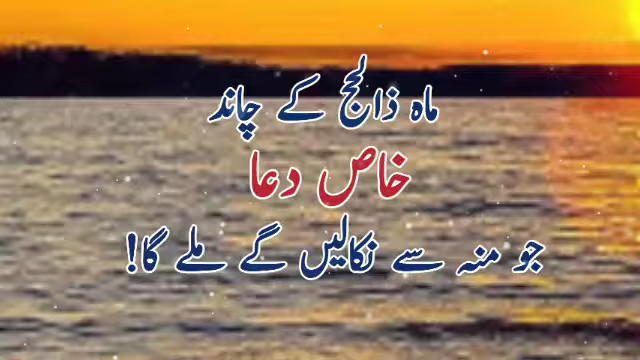 ماہ ذالحج کے چاند
خاص دعا
جو منہ سے نکالیں گے ملے گا!